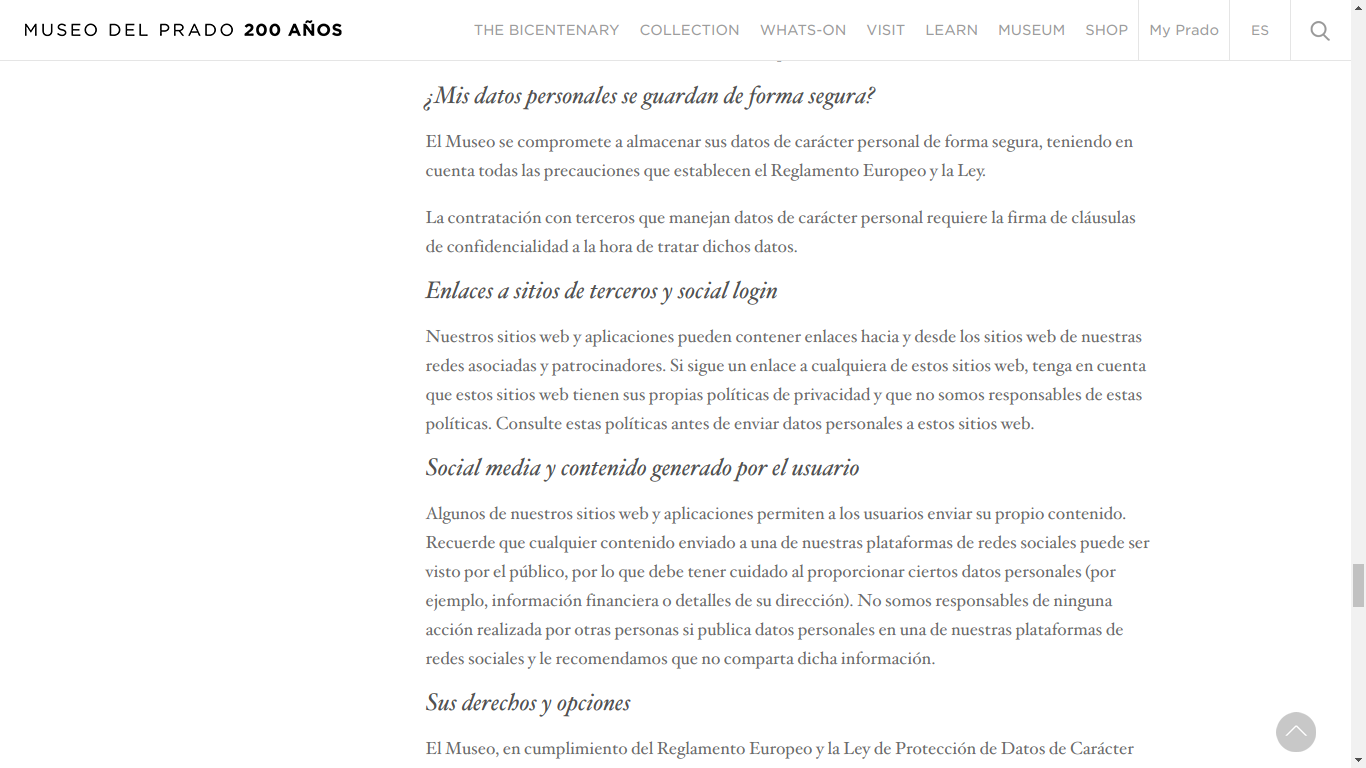 MUSEO DEL PRADO 200 AÑOS
THE BICENTENARY COLLECTION WHATS-ON VISIT LEARN MUSEUM SHOP My Prado ES
¿Mis datos personales se guardan de forma segura?
El Museo se compromete a almacenar sus datos de carácter personal de forma segura, teniendo en
cuenta todas las precauciones que establecen el Reglamento Europeo y la Ley.
La contratación con terceros que manejan datos de carácter personal requiere la firma de cláusulas
de confidencialidad a la hora de tratar dichos datos.
Enlaces a sitios de terceros y social login
Nuestros sitios web y aplicaciones pueden contener enlaces hacia y desde los sitios web de nuestras
redes asociadas y patrocinadores. Si sigue un enlace a cualquiera de estos sitios web, tenga en cuenta
que estos sitios web tienen sus propias políticas de privacidad y que no somos responsables de estas
políticas. Consulte estas políticas antes de enviar datos personales a estos sitios web.
Social media y contenido generado por el usuario
Algunos de nuestros sitios web y aplicaciones permiten a los usuarios enviar su propio contenido.
Recuerde que cualquier contenido enviado a una de nuestras plataformas de redes sociales puede ser
visto por el público, por lo que debe tener cuidado al proporcionar ciertos datos personales (por
ejemplo, información financiera o detalles de su dirección). No somos responsables de ninguna
acción realizada por otras personas si publica datos personales en una de nuestras plataformas de
redes sociales y le recomendamos que no comparta dicha información.
Sus derechos y opciones
El Museo, en cumplimiento del Reglamento Europeo y la Ley de Protección de Datos de Carácter